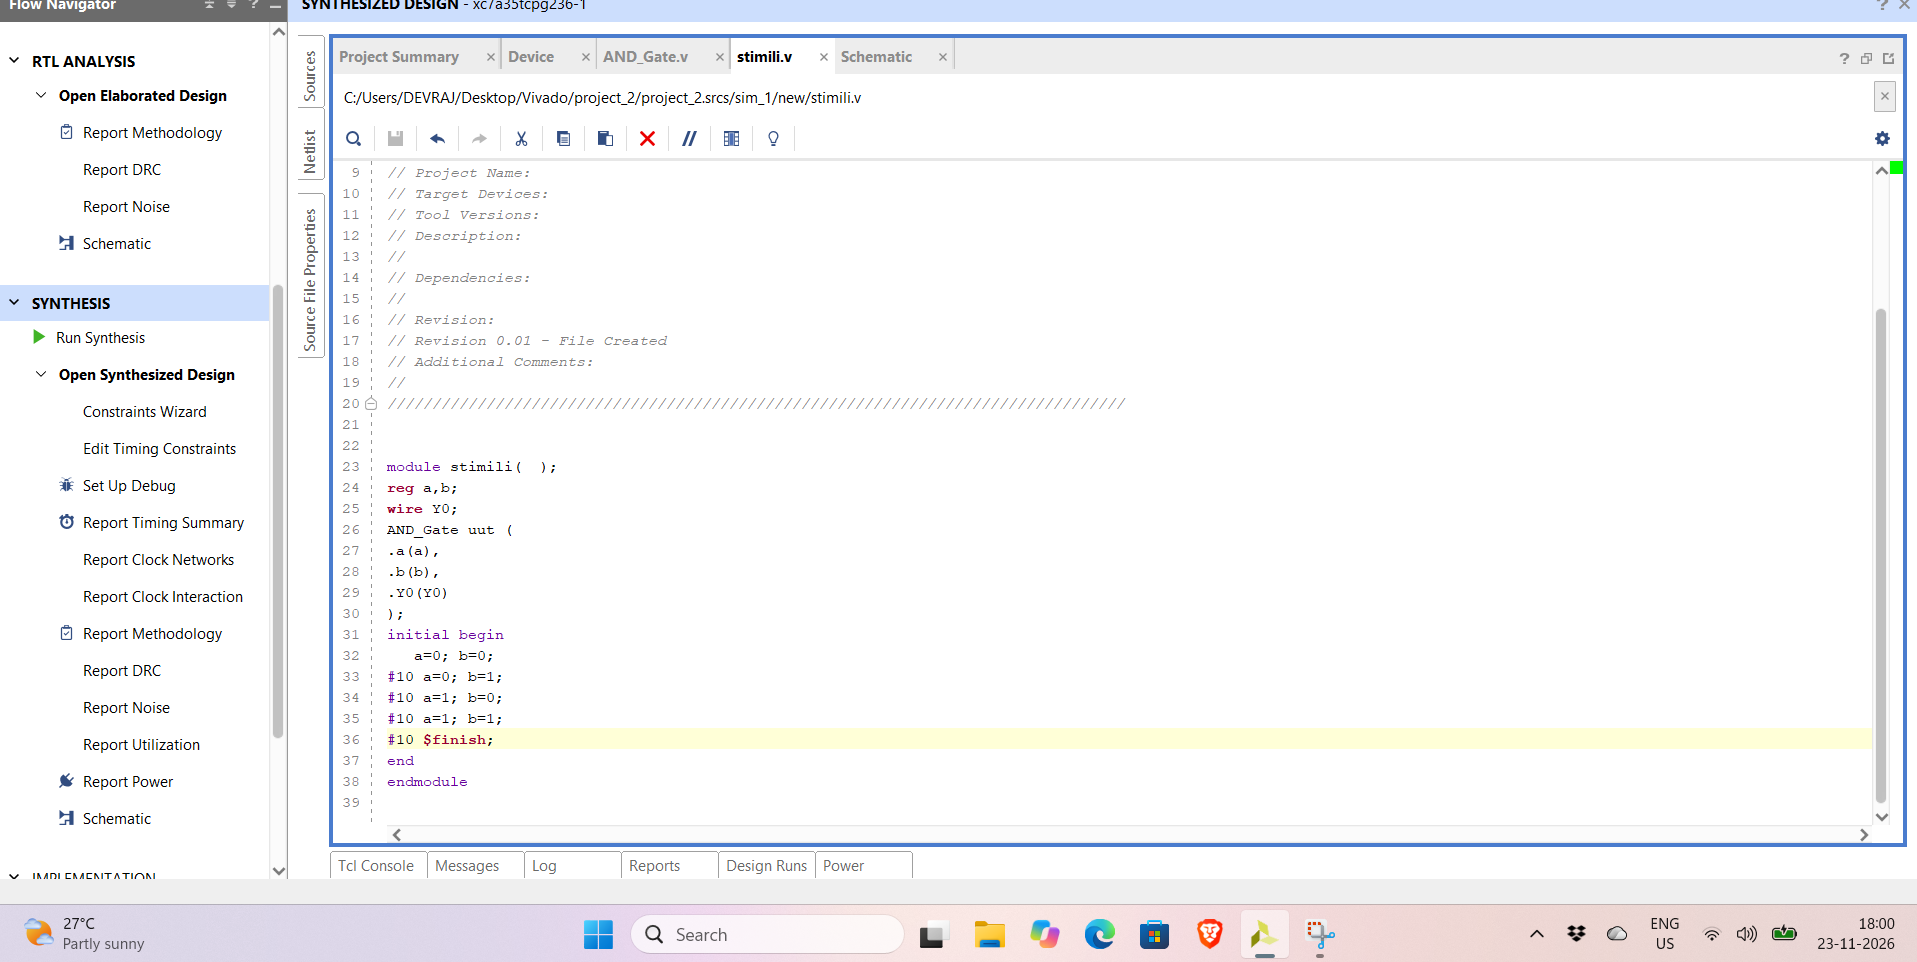 Flow Navigator
RTL ANALYSIS
Open Elaborated Design
Report Methodology
Report DRC
Report Noise
Schematic
SYNTHESIS
Run Synthesis
Open Synthesized Design
Constraints Wizard
Edit Timing Constraints
Set Up Debug
Report Timing Summary
Report Clock Networks
Report Clock Interaction
Report Methodology
Report DRC
Report Noise
Report Utilization
Report Power
Schematic
IMPLEMENTATION
SYNTHESIZED DESIGN - xc7a35tcpg236-1
Sources
Netlist
Source File Properties
Project Summary
Device
AND_Gate.v
stimili.v
Schematic
C:/Users/DEVRAJ/Desktop/Vivado/project_2/project_2.srcs/sim_1/new/stimili.v
9 // Project Name:
10 // Target Devices:
11 // Tool Versions:
12 // Description:
13 //
14 // Dependencies:
15 //
16 // Revision:
17 // Revision 0.01 - File Created
18 // Additional Comments:
19 //
20 //////////////////////////////////////////////////////////////////////////////////
21
22
23 module stimili(  );
24 reg a,b;
25 wire Y0;
26 AND_Gate uut (
27 .a(a),
28 .b(b),
29 .Y0(Y0)
30 );
31 initial begin
32    a=0; b=0;
33 #10 a=0; b=1;
34 #10 a=1; b=0;
35 #10 a=1; b=1;
36 #10 $finish;
37 end
38 endmodule
39
Tcl Console
Messages
Log
Reports
Design Runs
Power
27°C
Partly sunny
Search
ENG
US
18:00
23-11-2026